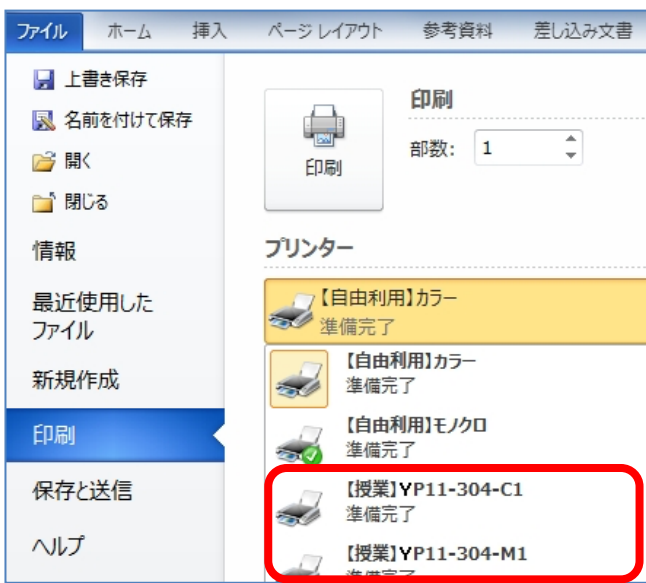 ファイル ホーム 挿入 ページ レイアウト 参考資料 差し込み文書
上書き保存
名前を付けて保存
開く
閉じる
情報
最近使用した
ファイル
新規作成
印刷
保存と送信
ヘルプ
印刷
印刷
部数: 1
プリンター
【自由利用】カラー
準備完了
【自由利用】カラー
準備完了
【自由利用】モノクロ
準備完了
【授業】YP11-304-C1
準備完了
【授業】YP11-304-M1
準備完了